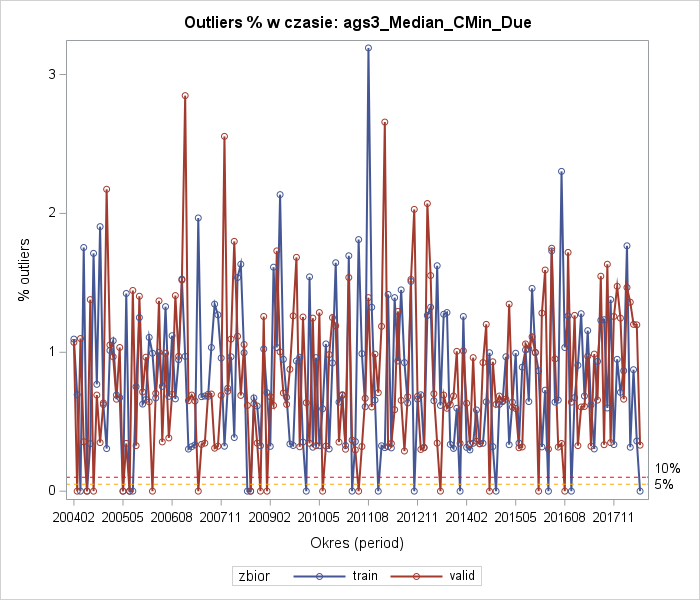 Outliers % w czasie: ags3_Median_CMin_Due
3
2
1
0
% outliers
10%
5%
200402 200505 200608 200711 200902 201005 201108 201211 201402 201505 201608 201711
Okres (period)
zbior train valid